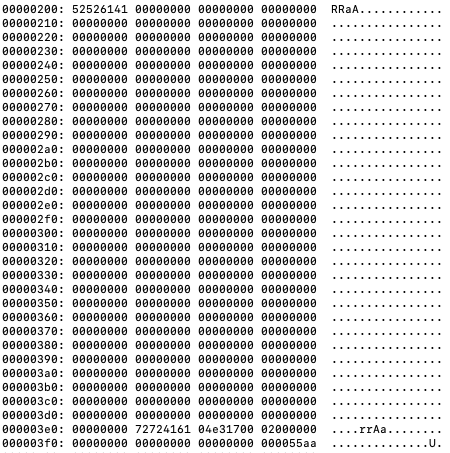 00000200: 52526141 00000000 00000000 00000000  RRaA............
00000210: 00000000 00000000 00000000 00000000  ................
00000220: 00000000 00000000 00000000 00000000  ................
00000230: 00000000 00000000 00000000 00000000  ................
00000240: 00000000 00000000 00000000 00000000  ................
00000250: 00000000 00000000 00000000 00000000  ................
00000260: 00000000 00000000 00000000 00000000  ................
00000270: 00000000 00000000 00000000 00000000  ................
00000280: 00000000 00000000 00000000 00000000  ................
00000290: 00000000 00000000 00000000 00000000  ................
000002a0: 00000000 00000000 00000000 00000000  ................
000002b0: 00000000 00000000 00000000 00000000  ................
000002c0: 00000000 00000000 00000000 00000000  ................
000002d0: 00000000 00000000 00000000 00000000  ................
000002e0: 00000000 00000000 00000000 00000000  ................
000002f0: 00000000 00000000 00000000 00000000  ................
00000300: 00000000 00000000 00000000 00000000  ................
00000310: 00000000 00000000 00000000 00000000  ................
00000320: 00000000 00000000 00000000 00000000  ................
00000330: 00000000 00000000 00000000 00000000  ................
00000340: 00000000 00000000 00000000 00000000  ................
00000350: 00000000 00000000 00000000 00000000  ................
00000360: 00000000 00000000 00000000 00000000  ................
00000370: 00000000 00000000 00000000 00000000  ................
00000380: 00000000 00000000 00000000 00000000  ................
00000390: 00000000 00000000 00000000 00000000  ................
000003a0: 00000000 00000000 00000000 00000000  ................
000003b0: 00000000 00000000 00000000 00000000  ................
000003c0: 00000000 00000000 00000000 00000000  ................
000003d0: 00000000 00000000 00000000 00000000  ................
000003e0: 00000000 72724161 04e31700 02000000  ....rrAa........
000003f0: 00000000 00000000 00000000 000055aa  ..............U.